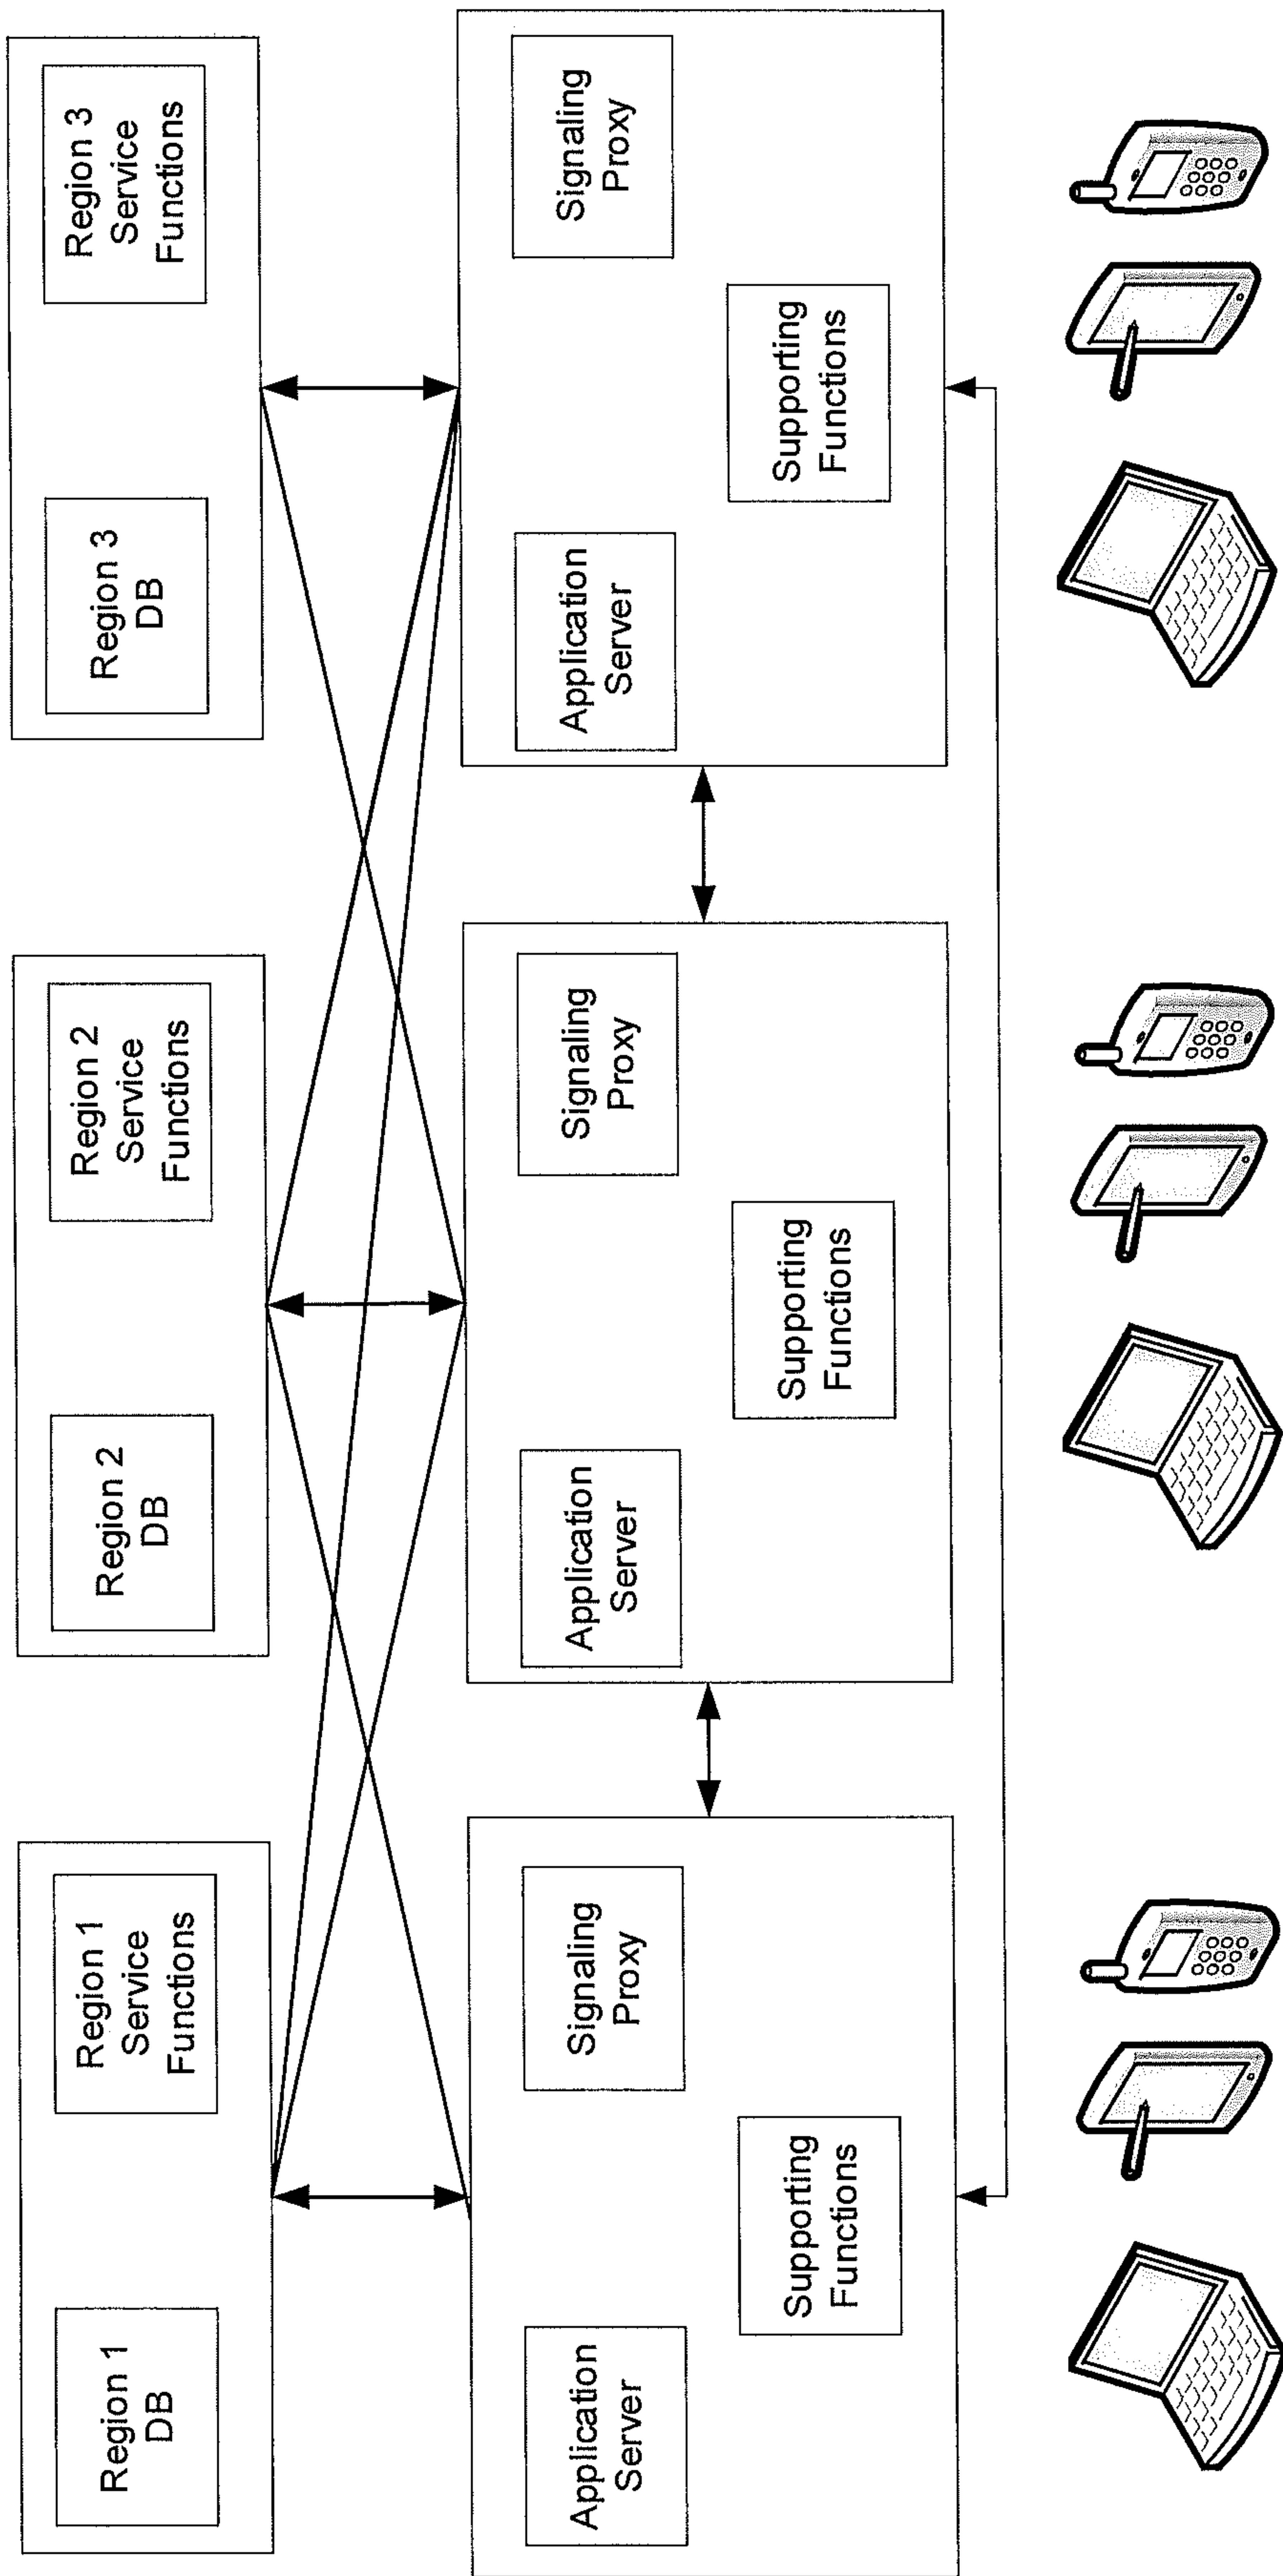 Region 1
DB
Region 1
Service
Functions
Region 2
DB
Region 2
Service
Functions
Region 3
DB
Region 3
Service
Functions
Application
Server
Signaling
Proxy
Supporting
Functions
Application
Server
Signaling
Proxy
Supporting
Functions
Application
Server
Signaling
Proxy
Supporting
Functions